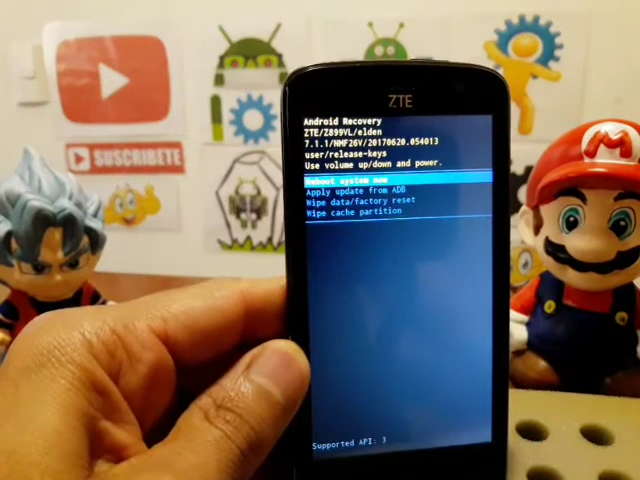 ZTE
Android Recovery
ZTE/Z899VL/elden
7.1.1/NMF26V/20170620.054013
user/release-keys
Use volume up/down and power.
Reboot system now
Apply update from ADB
Wipe data/factory reset
Wipe cache partition
Supported API: 3
SUSCRIBETE
M